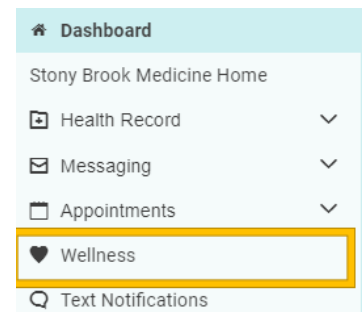 Dashboard
Stony Brook Medicine Home
Health Record
Messaging
Appointments
Wellness
Text Notifications